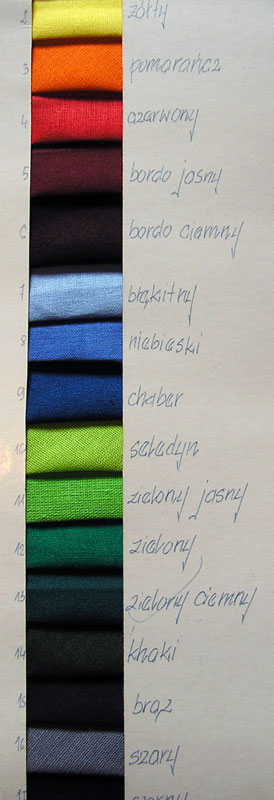 2 żółty
3 pomarańcz
4 czerwony
5 bordo jasny
6 bordo ciemny
7 błękitny
8 niebieski
9 chaber
10 seledyn
11 zielony jasny
12 zielony
13 zielony ciemny
14 khaki
15 brąz
16 szary
17 czarny